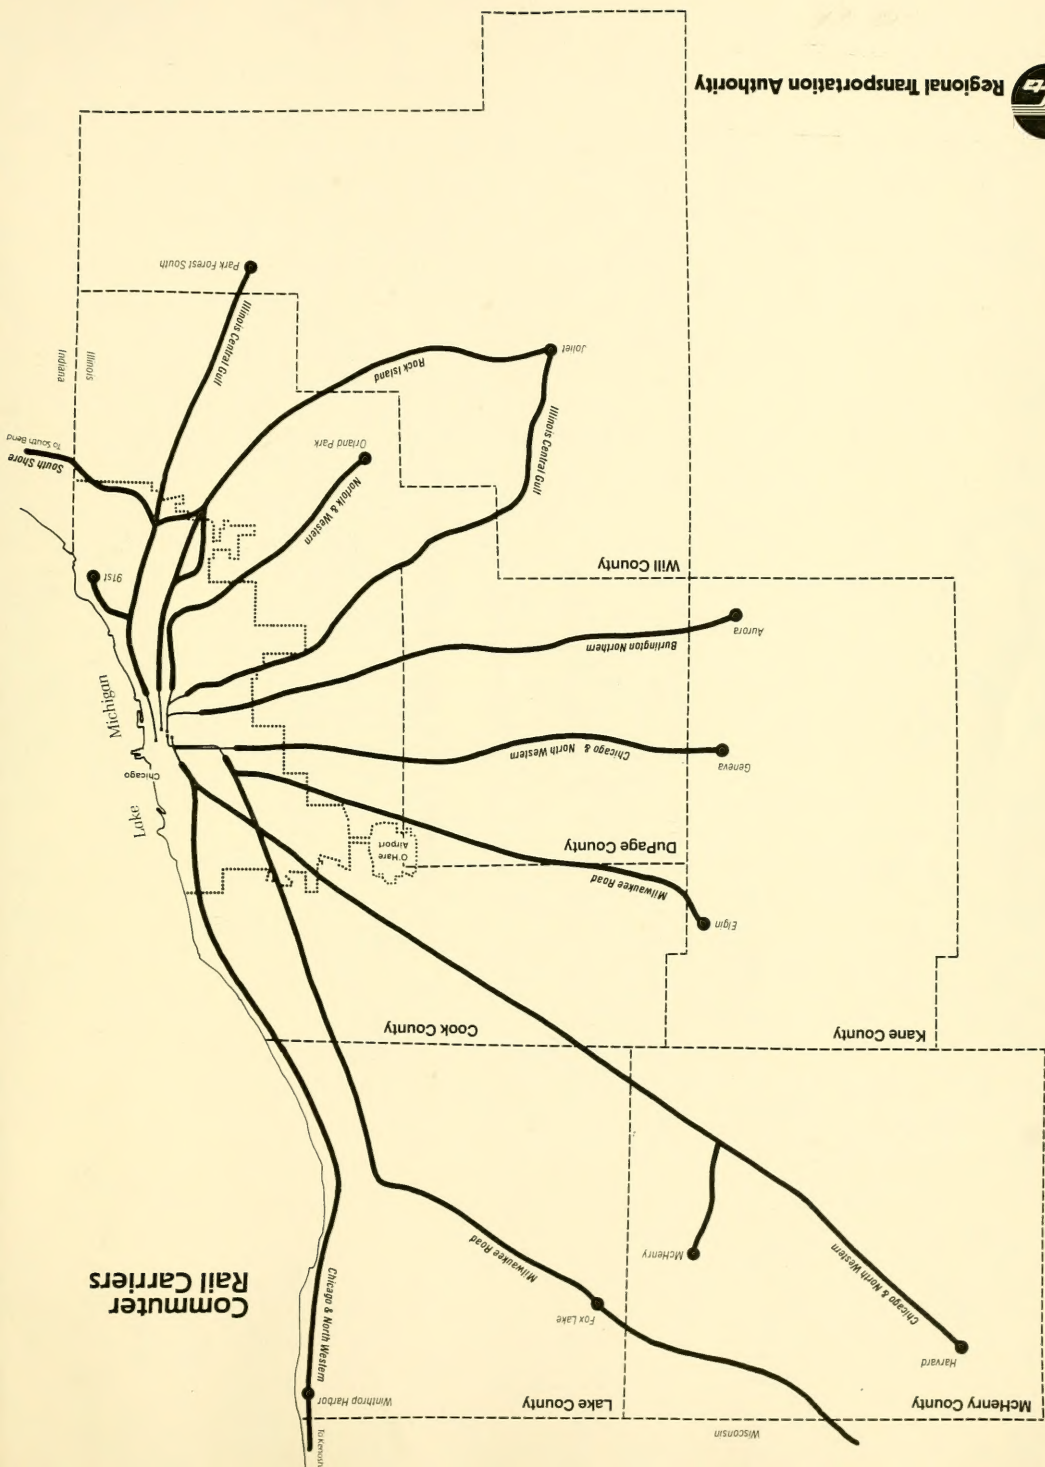 Commuter
Rail Carriers
To Kenosh
Wisconsin
McHenry County
Lake County
Winthrop Harbor
Harvard
Fox Lake
McHenry
Chicago & North Western
Milwaukee Road
Chicago & North Western
Kane County
Cook County
Elgin
Milwaukee Road
DuPage County
O'Hare
Airport
Lake
Michigan
Chicago
Geneva
Chicago & North Western
Aurora
Burlington Northern
Will County
91st
Norfolk & Western
Orland Park
Illinois Central Gulf
South Shore
To South Bend
Joliet
Rock Island
Illinois Central Gulf
Illinois
Indiana
Park Forest South
Regional Transportation Authority
ta